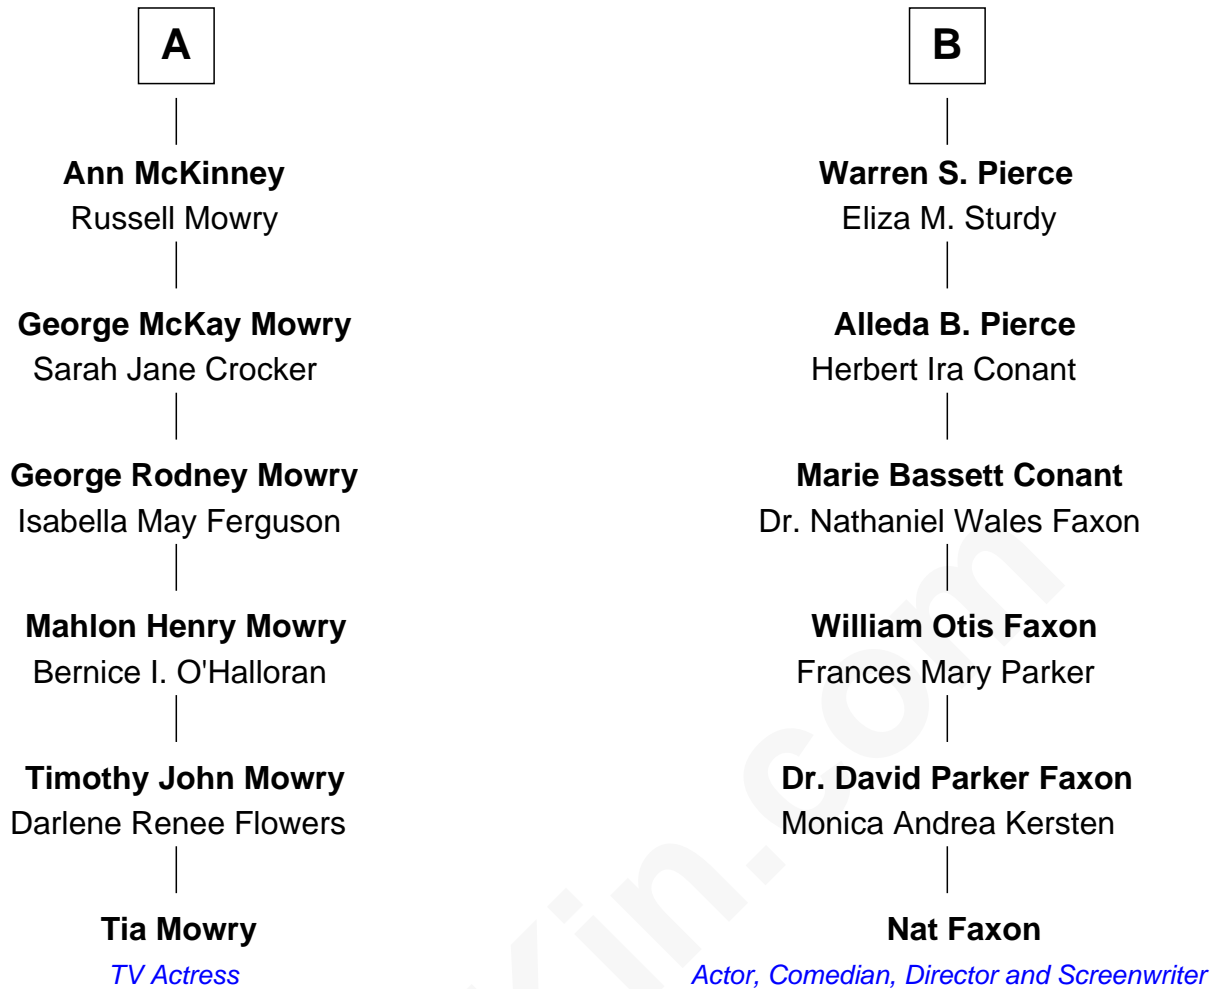 A
Ann McKinney
Russell Mowry
George McKay Mowry
Sarah Jane Crocker
George Rodney Mowry
Isabella May Ferguson
Mahlon Henry Mowry
Bernice I. O'Halloran
Timothy John Mowry
Darlene Renee Flowers
Tia Mowry
TV Actress
B
Warren S. Pierce
Eliza M. Sturdy
Alleda B. Pierce
Herbert Ira Conant
Marie Bassett Conant
Dr. Nathaniel Wales Faxon
William Otis Faxon
Frances Mary Parker
Dr. David Parker Faxon
Monica Andrea Kersten
Nat Faxon
Actor, Comedian, Director and Screenwriter
Kin.com